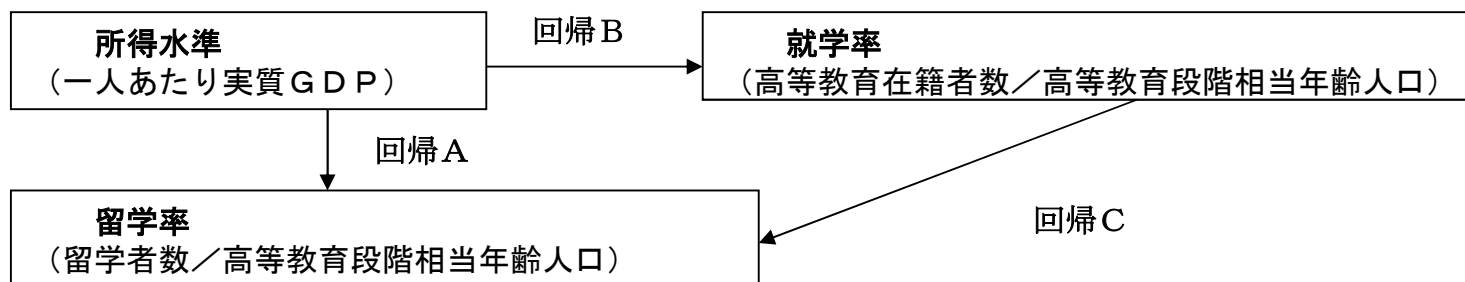 所得水準
（一人あたり実質ＧＤＰ）
回帰Ｂ
就学率
（高等教育在籍者数／高等教育段階相当年齢人口）
回帰Ａ
留学率
（留学者数／高等教育段階相当年齢人口）
回帰Ｃ